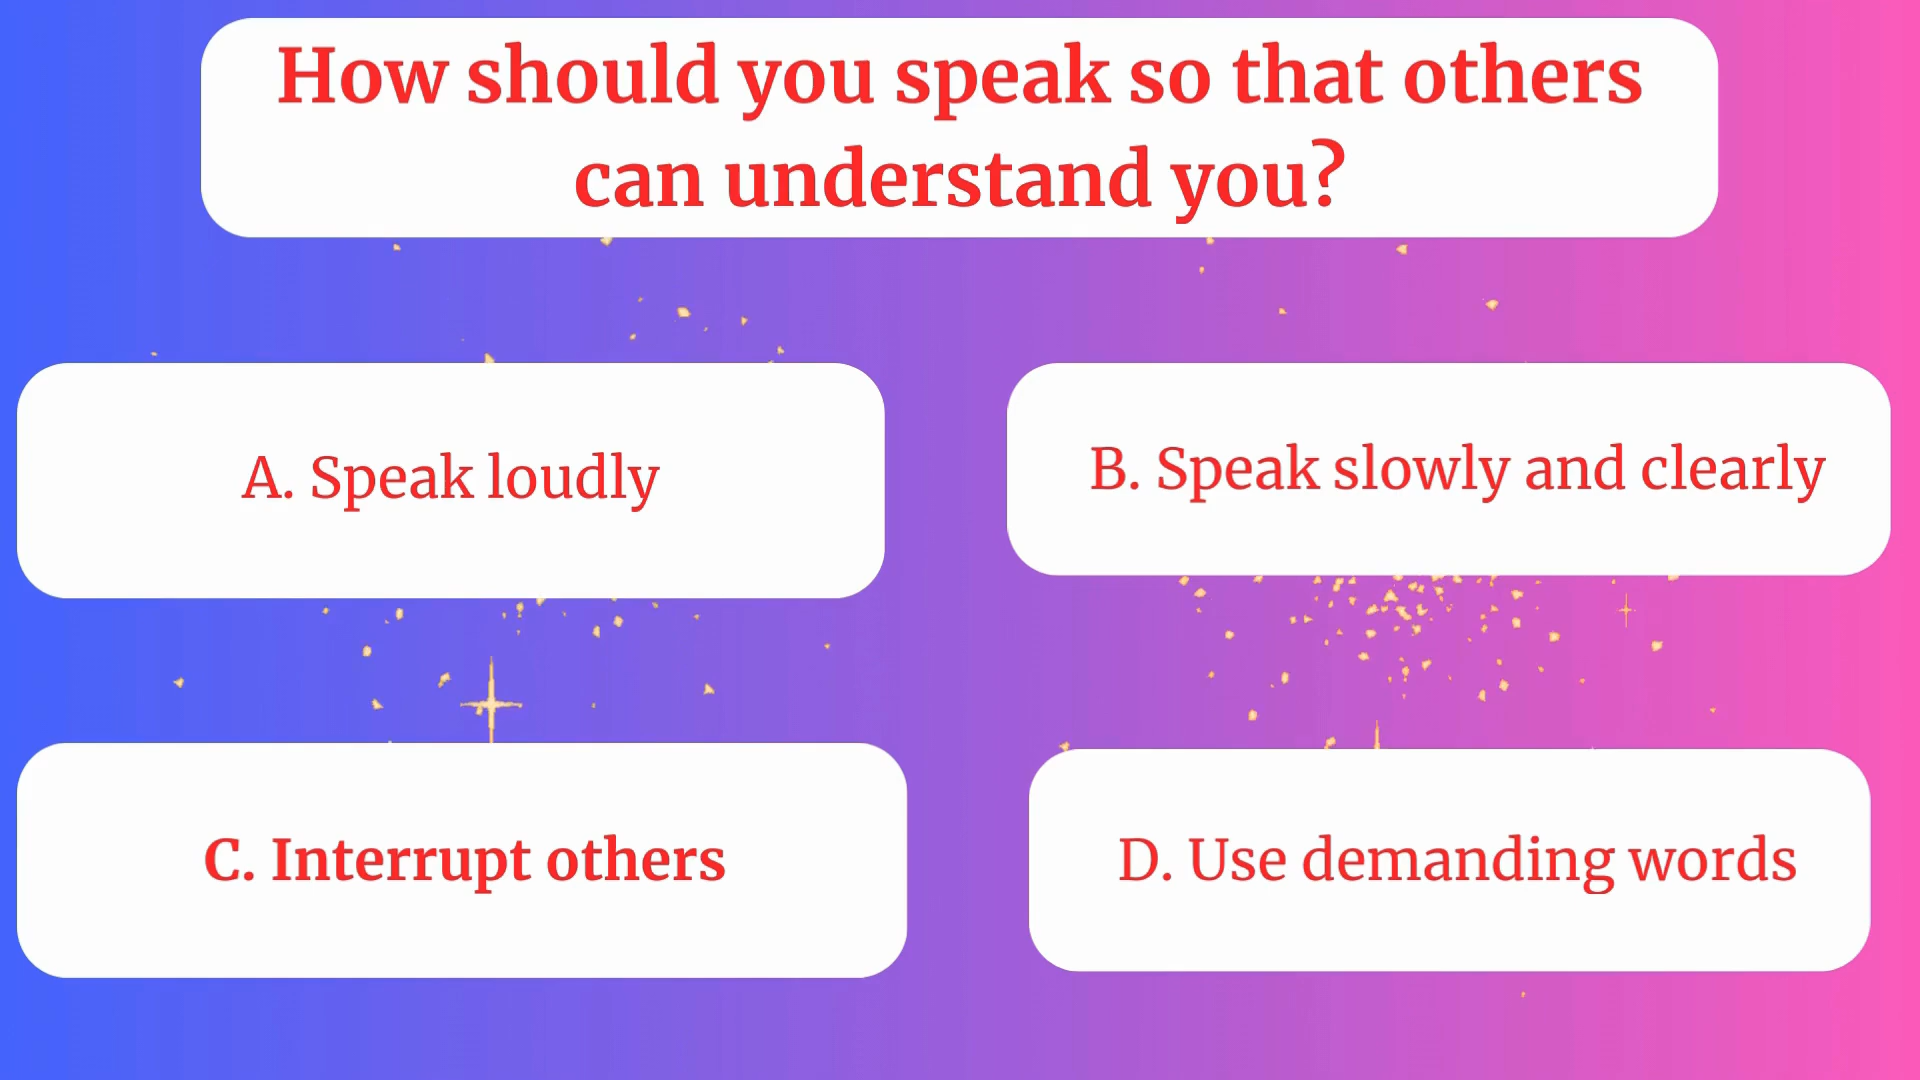 How should you speak so that others
can understand you?
A. Speak loudly
B. Speak slowly and clearly
C. Interrupt others
D. Use demanding words